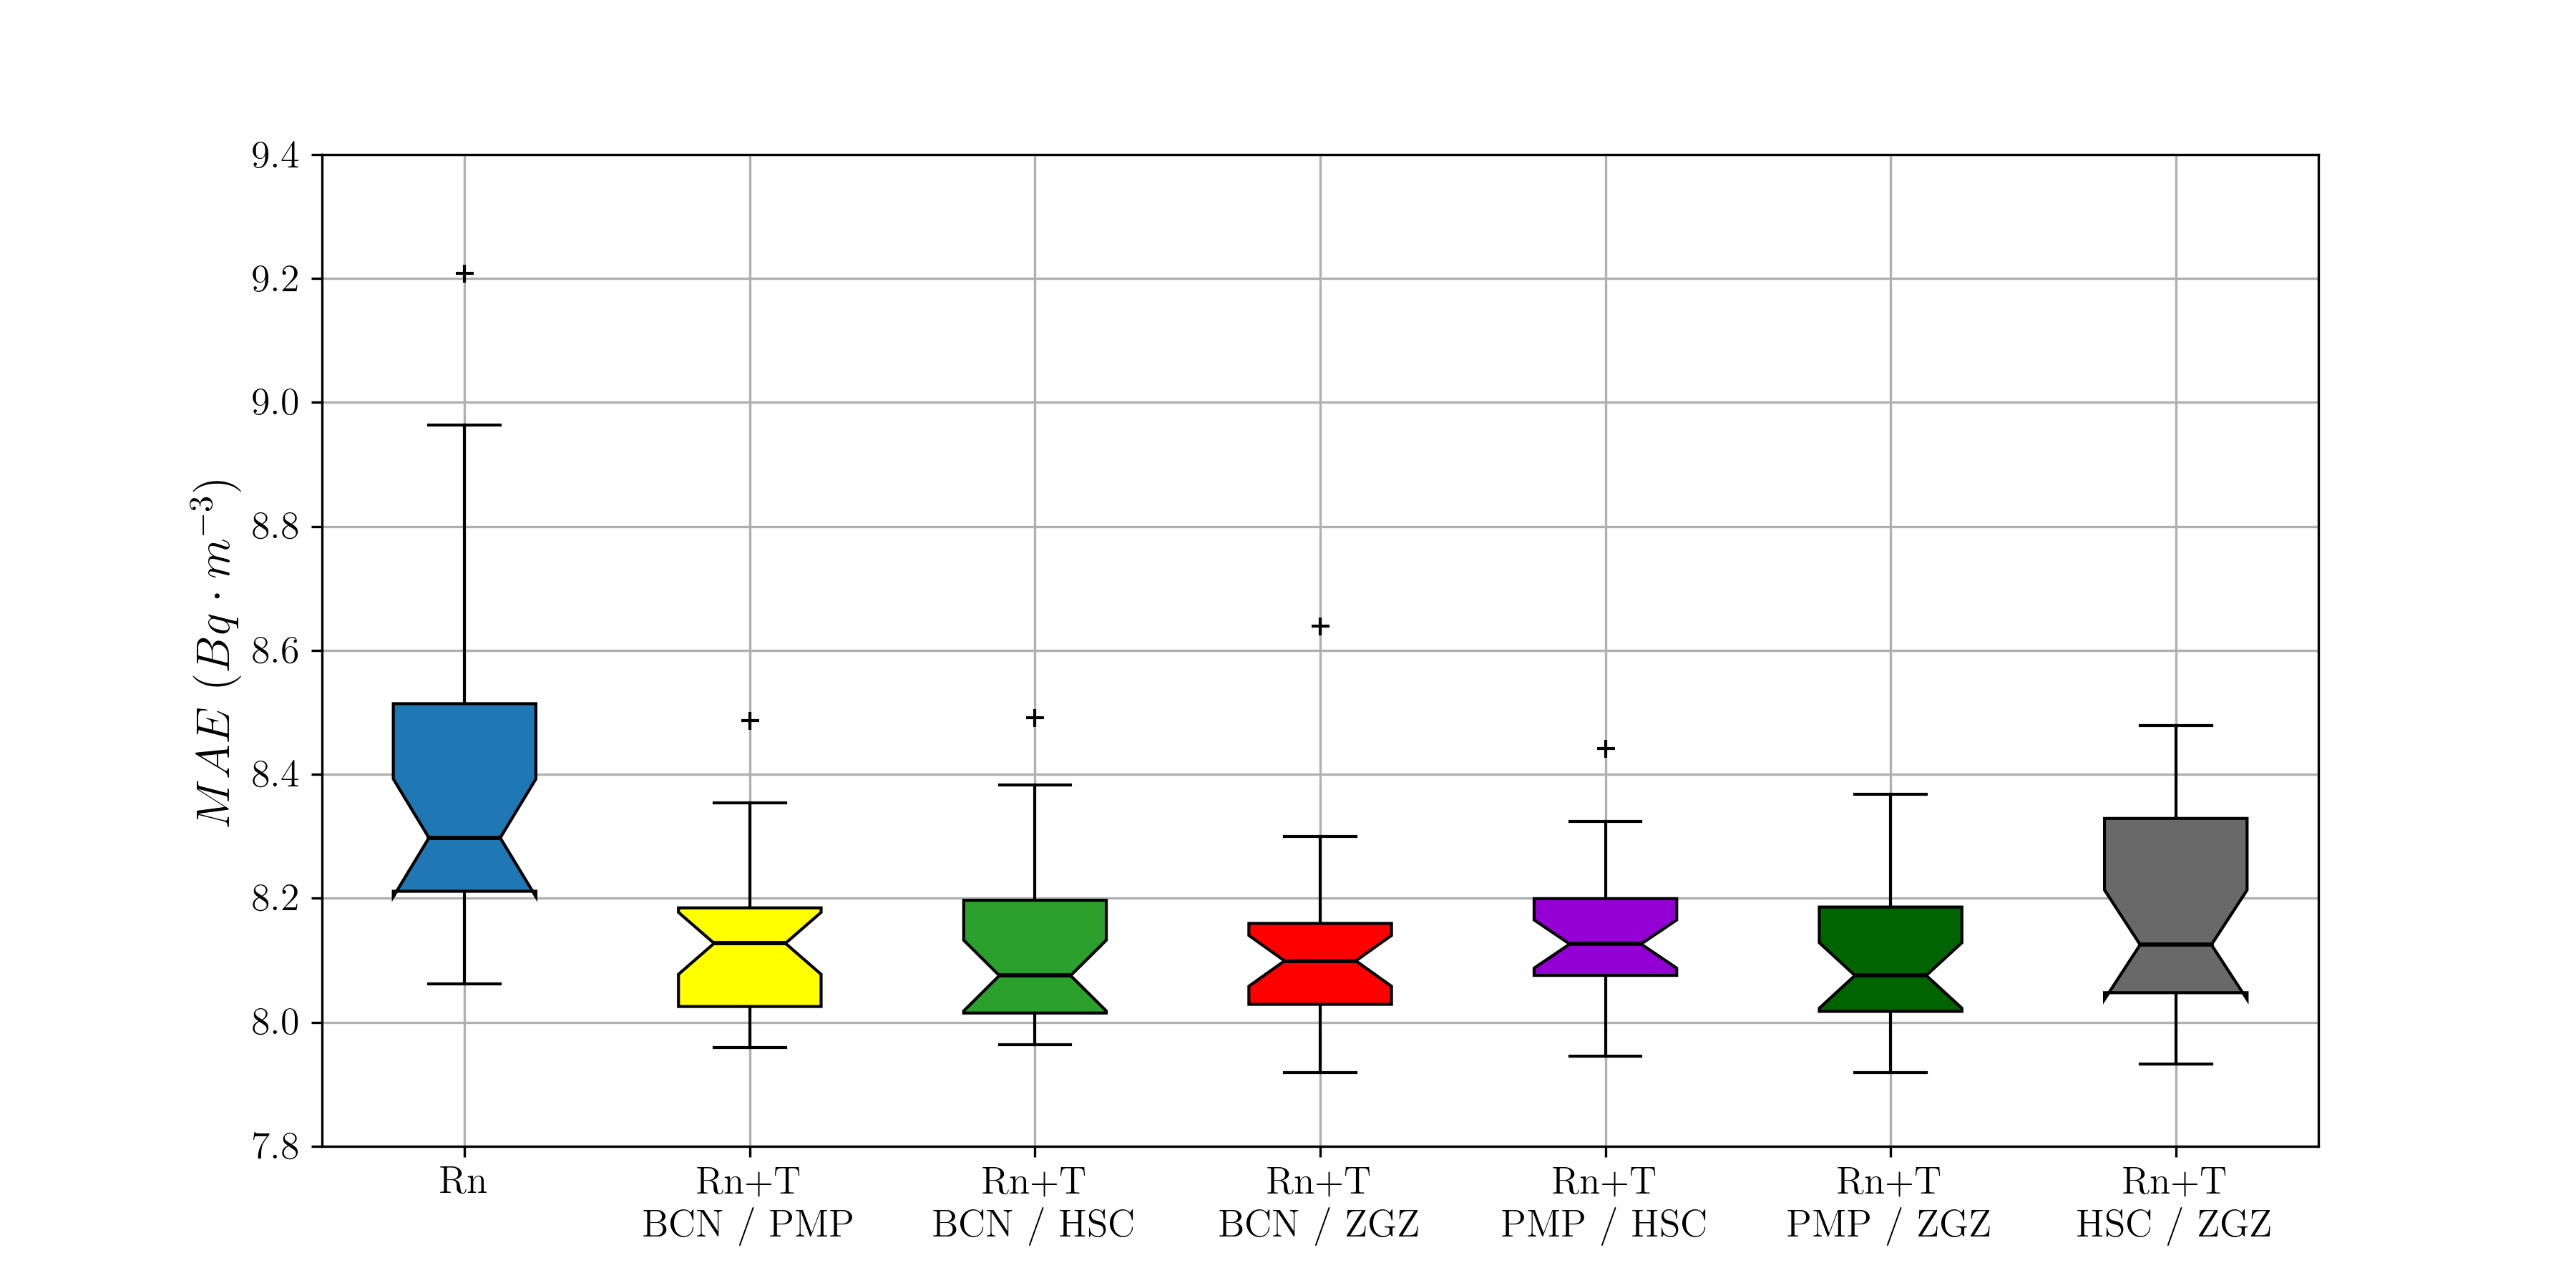 MAE (Bq · m⁻³)
9.4
9.2
9.0
8.8
8.6
8.4
8.2
8.0
7.8
Rn
Rn+T
BCN / PMP
Rn+T
BCN / HSC
Rn+T
BCN / ZGZ
Rn+T
PMP / HSC
Rn+T
PMP / ZGZ
Rn+T
HSC / ZGZ